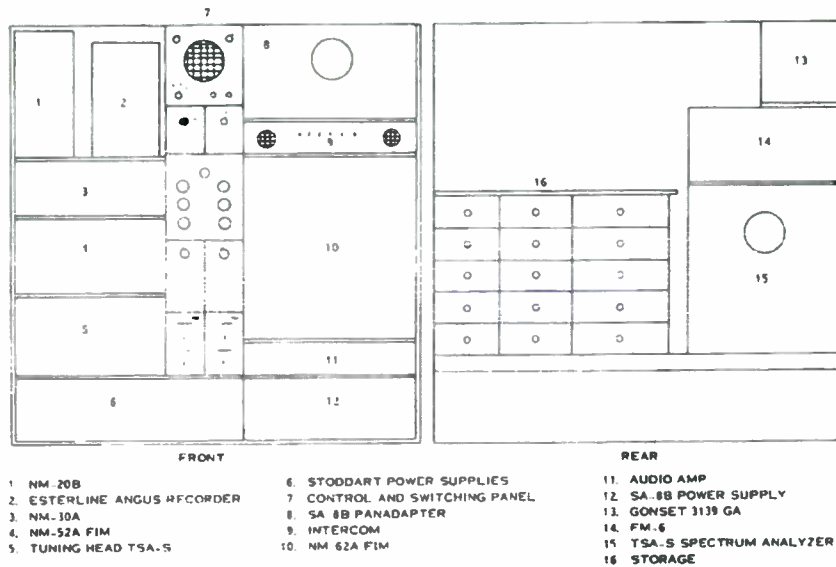 7
8
13
1
2
9
14
16
3
1
10
15
5
11
6
12
FRONT
REAR
1 NM-20B
2. ESTERLINE ANGUS RECORDER
3. NM-30A
4. NM-52A FIM
5. TUNING HEAD TSA-S
6. STODDART POWER SUPPLIES
7 CONTROL AND SWITCHING PANEL
8. SA 8B PANADAPTER
9. INTERCOM
10. NM 62A FIM
11. AUDIO AMP
12. SA-8B POWER SUPPLY
13. GONSET 3139 GA
14. FM-6
15 TSA-S SPECTRUM ANALYZER
16 STORAGE